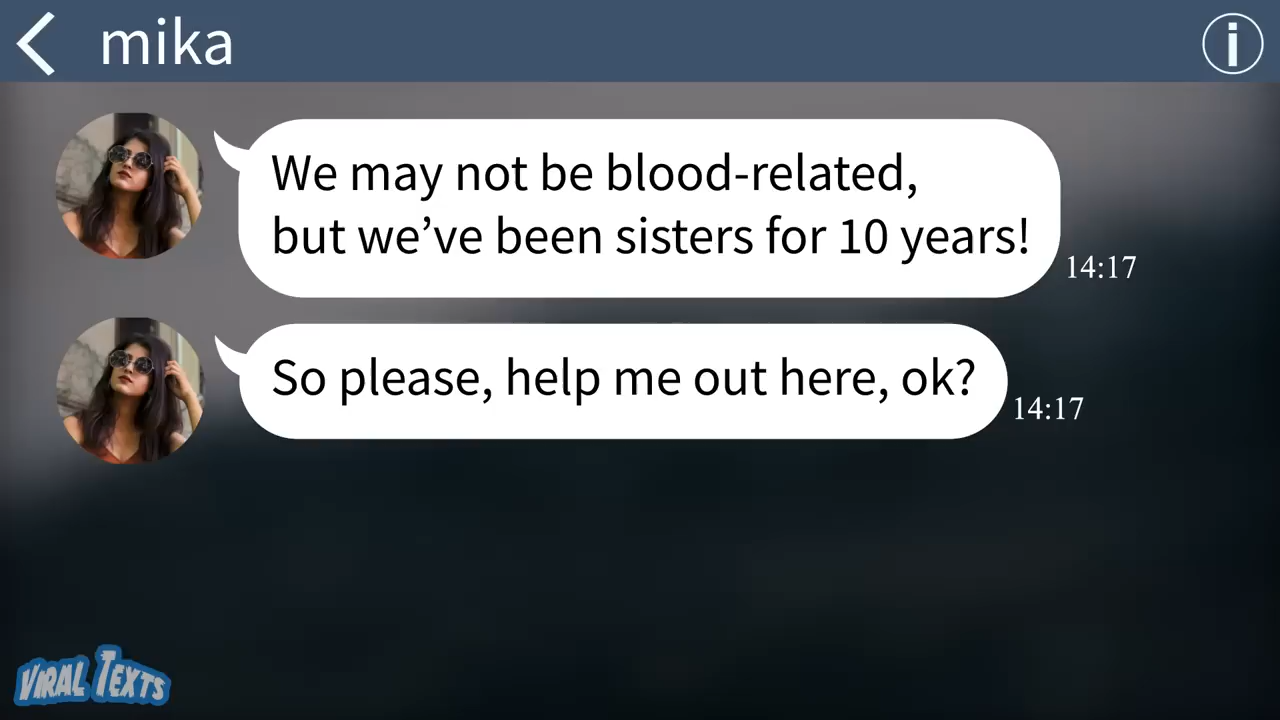 mika
We may not be blood-related,
but we’ve been sisters for 10 years!
14:17
So please, help me out here, ok?
14:17
VIRAL TEXTS